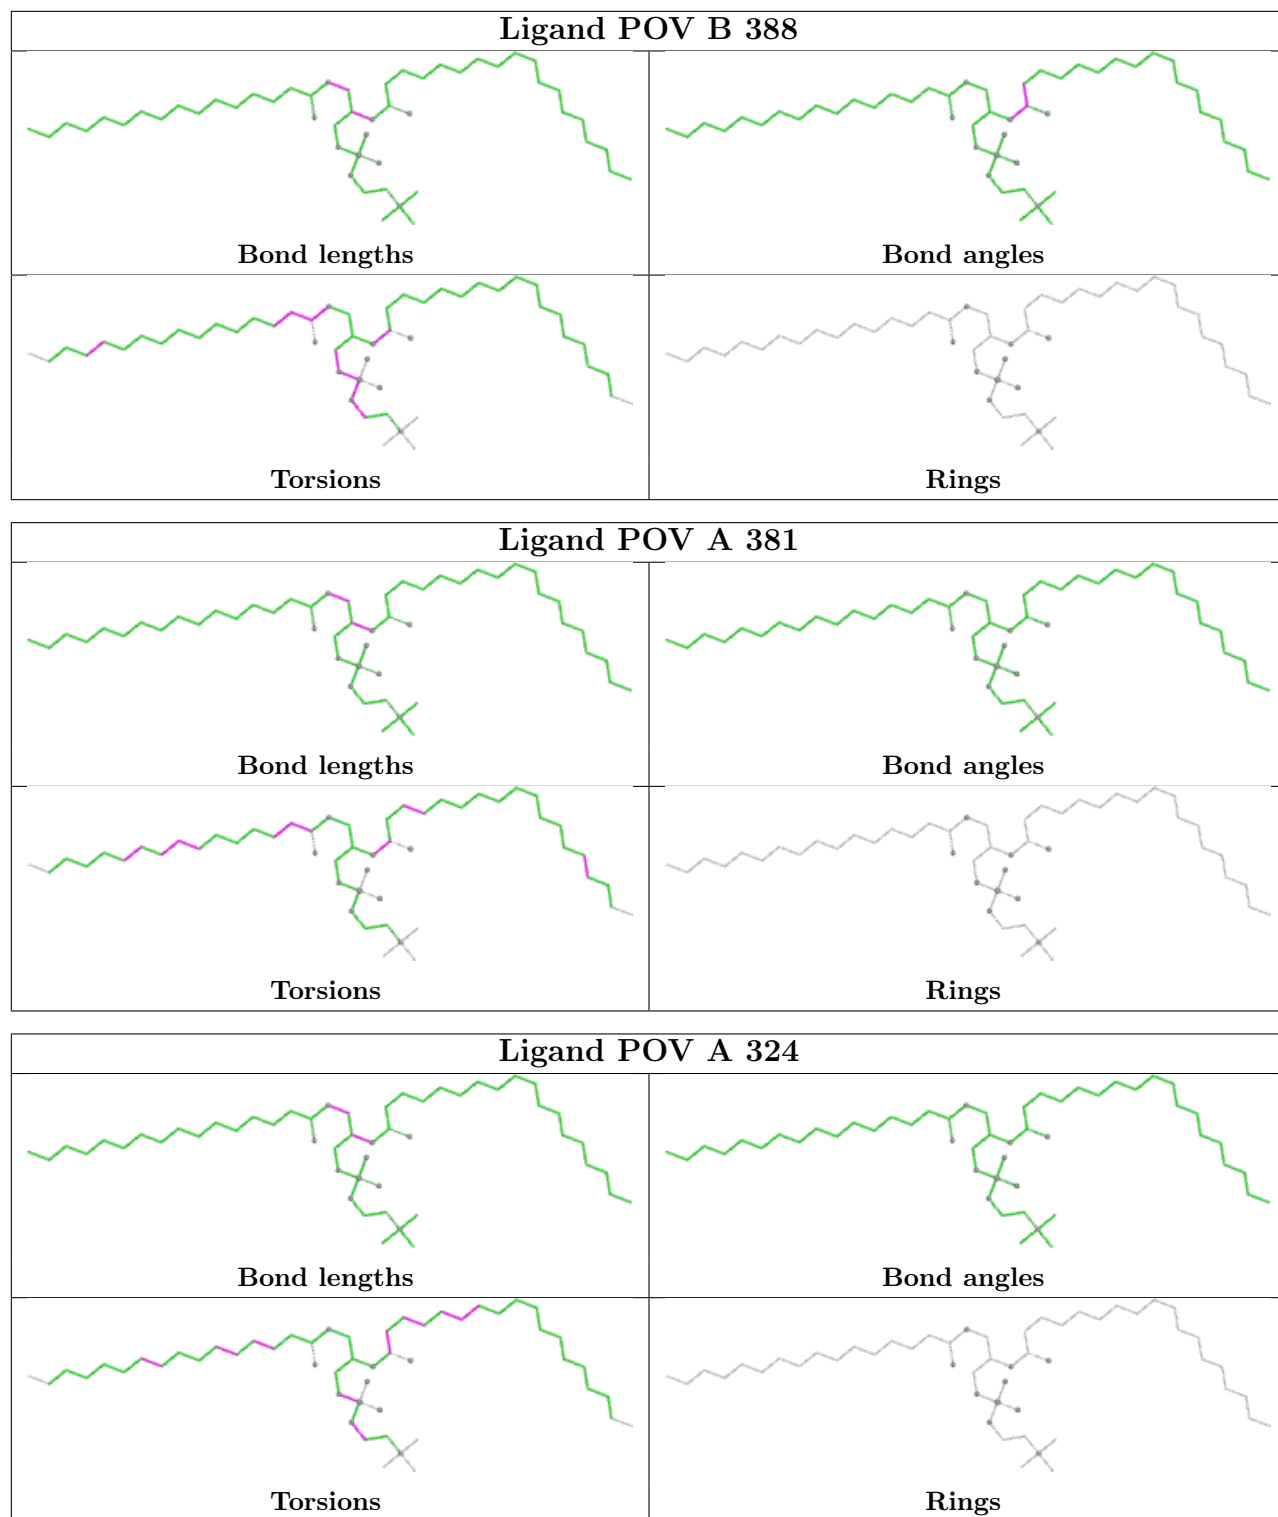 Ligand POV B 388
Bond lengths
Bond angles
Torsions
Rings
Ligand POV A 381
Bond lengths
Bond angles
Torsions
Rings
Ligand POV A 324
Bond lengths
Bond angles
Torsions
Rings